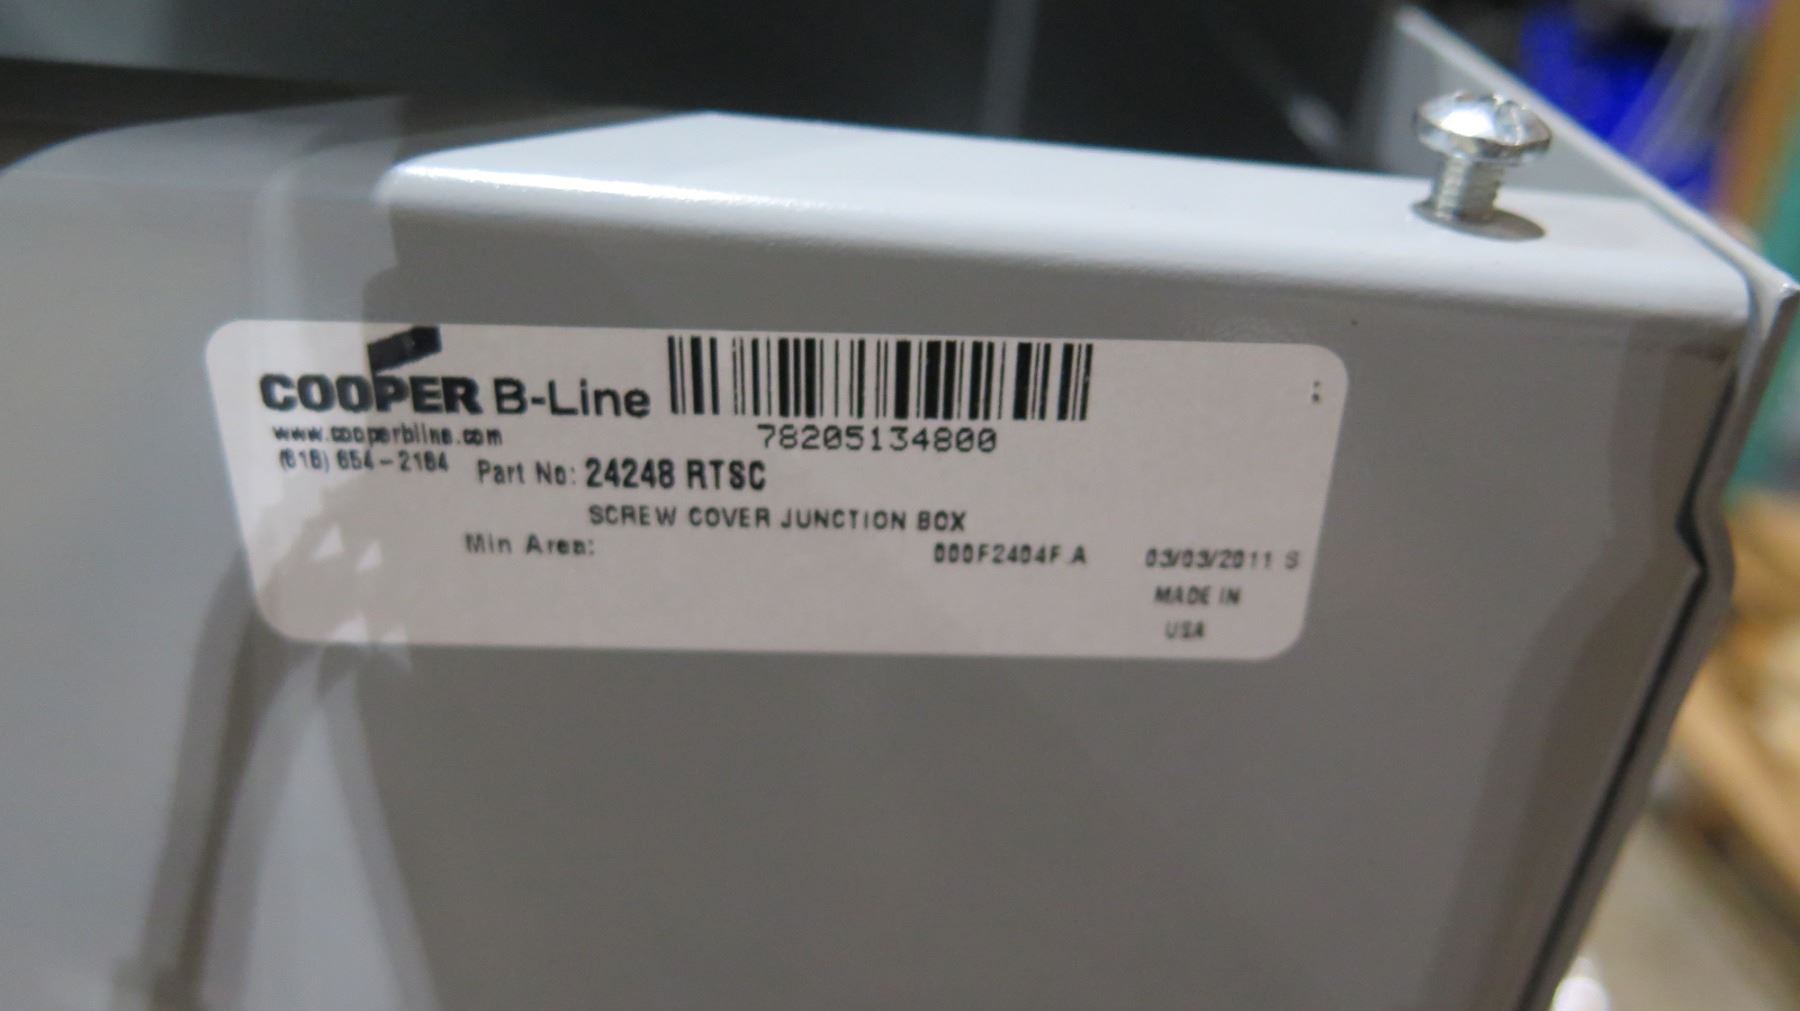 COOPER B-Line
78205134800
www.cooperbline.com
(618) 654-2184
Part No: 24248 RTSC
SCREW COVER JUNCTION BOX
Min Area:
000F2404F A
03/03/2011 S
MADE IN
USA